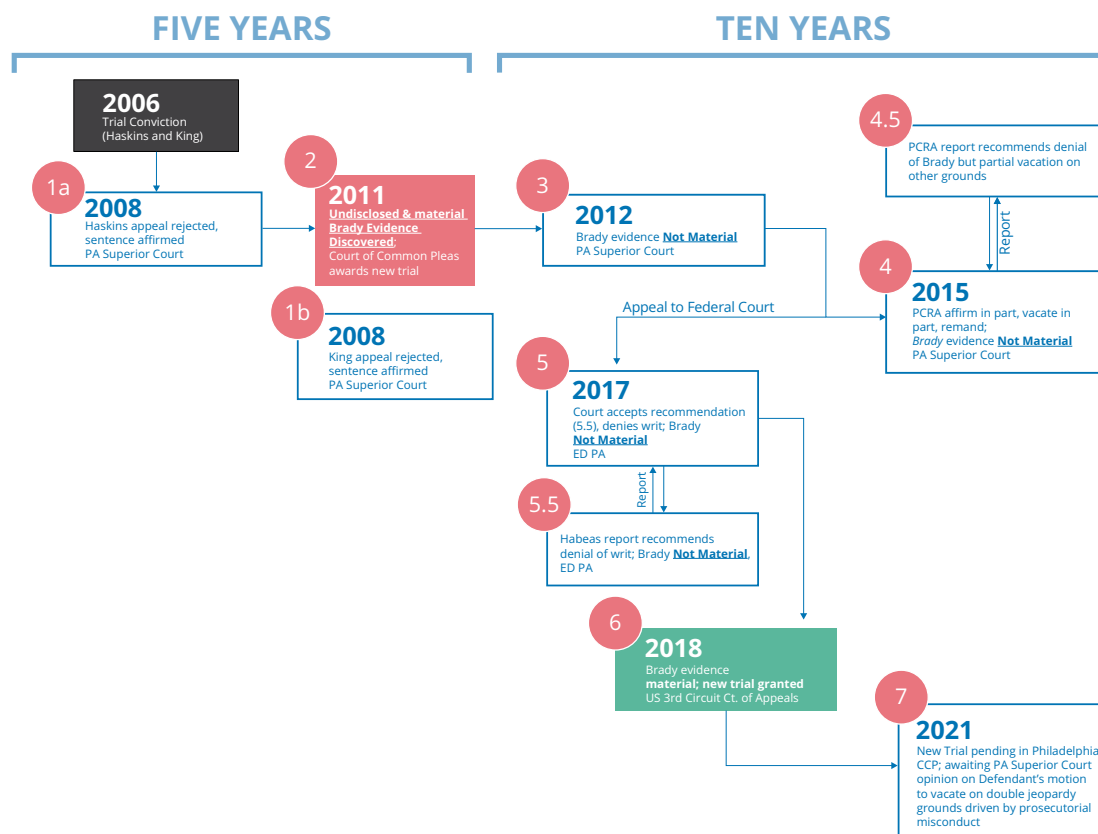 FIVE YEARS
TEN YEARS
2006
Trial Conviction
(Haskins and King)
1a
2008
Haskins appeal rejected,
sentence affirmed
PA Superior Court
2
2011
Undisclosed & material
Brady Evidence
Discovered;
Court of Common Pleas
awards new trial
1b
2008
King appeal rejected,
sentence affirmed
PA Superior Court
3
2012
Brady evidence Not Material
PA Superior Court
4.5
PCRA report recommends denial
of Brady but partial vacation on
other grounds
Report
4
2015
PCRA affirm in part, vacate in
part, remand;
Brady evidence Not Material
PA Superior Court
Appeal to Federal Court
5
2017
Court accepts recommendation
(5.5), denies writ; Brady
Not Material
ED PA
Report
5.5
Habeas report recommends
denial of writ; Brady Not Material,
ED PA
6
2018
Brady evidence
material; new trial granted
US 3rd Circuit Ct. of Appeals
7
2021
New Trial pending in Philadelphia
CCP; awaiting PA Superior Court
opinion on Defendant’s motion
to vacate on double jeopardy
grounds driven by prosecutorial
misconduct